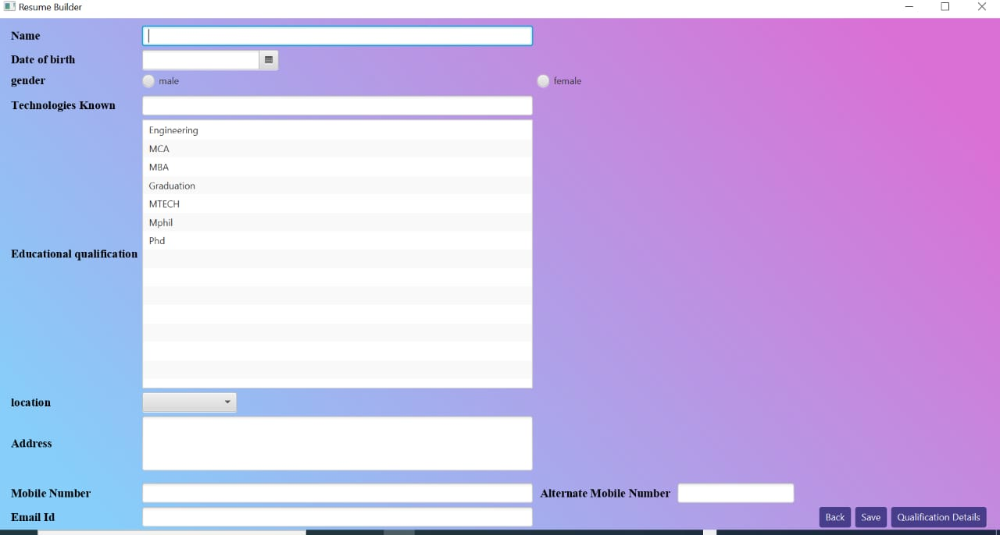 Resume Builder
Name
Date of birth
gender male female
Technologies Known
Engineering
MCA
MBA
Graduation
MTECH
Mphil
Phd
Educational qualification
location
Address
Mobile Number Alternate Mobile Number
Email Id Back Save Qualification Details